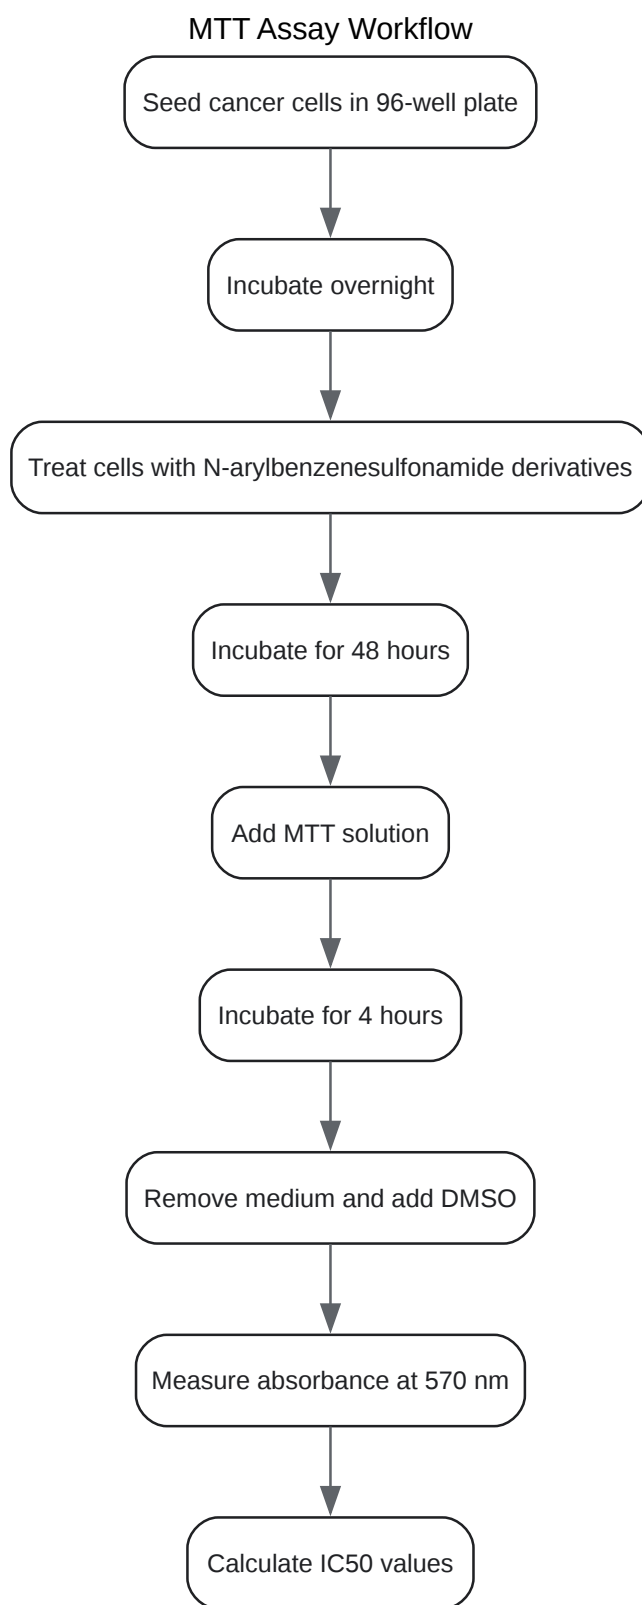 MTT Assay Workflow
Seed cancer cells in 96-well plate
Incubate overnight
Treat cells with N-arylbenzenesulfonamide derivatives
Incubate for 48 hours
Add MTT solution
Incubate for 4 hours
Remove medium and add DMSO
Measure absorbance at 570 nm
Calculate IC50 values